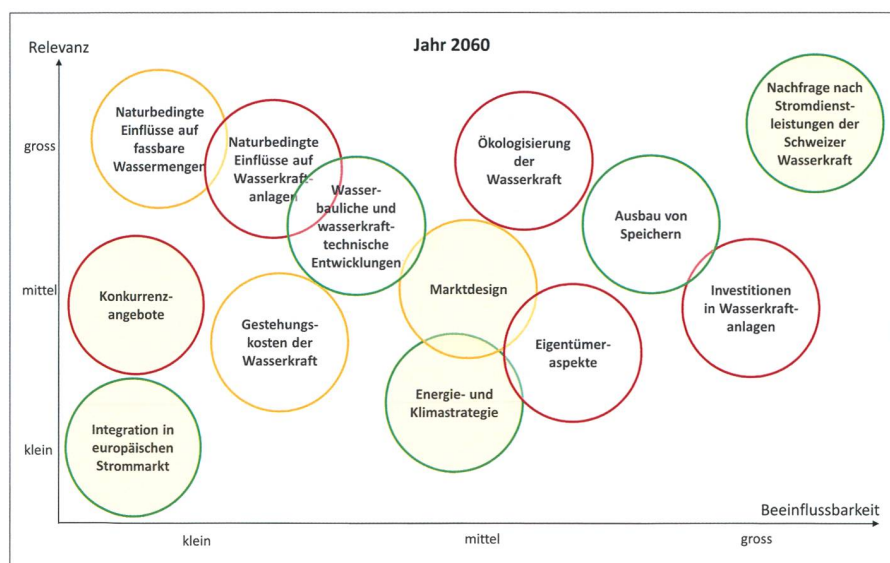 Jahr 2060
Relevanz
gross
mittel
klein
Naturbedingte
Einflüsse auf
fassbare
Wassermengen
Naturbedingte
Einflüsse auf
Wasserkraft-
anlagen
Wasser-
bauliche und
wasserkraft-
technische
Entwicklungen
Ökologisierung
der
Wasserkraft
Nachfrage nach
Stromdienst-
leistungen der
Schweizer
Wasserkraft
Ausbau von
Speichern
Konkurrenz-
angebote
Gestehungs-
kosten der
Wasserkraft
Marktdesign
Eigentümer-
aspekte
Investitionen
in Wasserkraft-
anlagen
Energie- und
Klimastrategie
Integration in
europäischen
Strommarkt
Beeinflussbarkeit
klein
mittel
gross